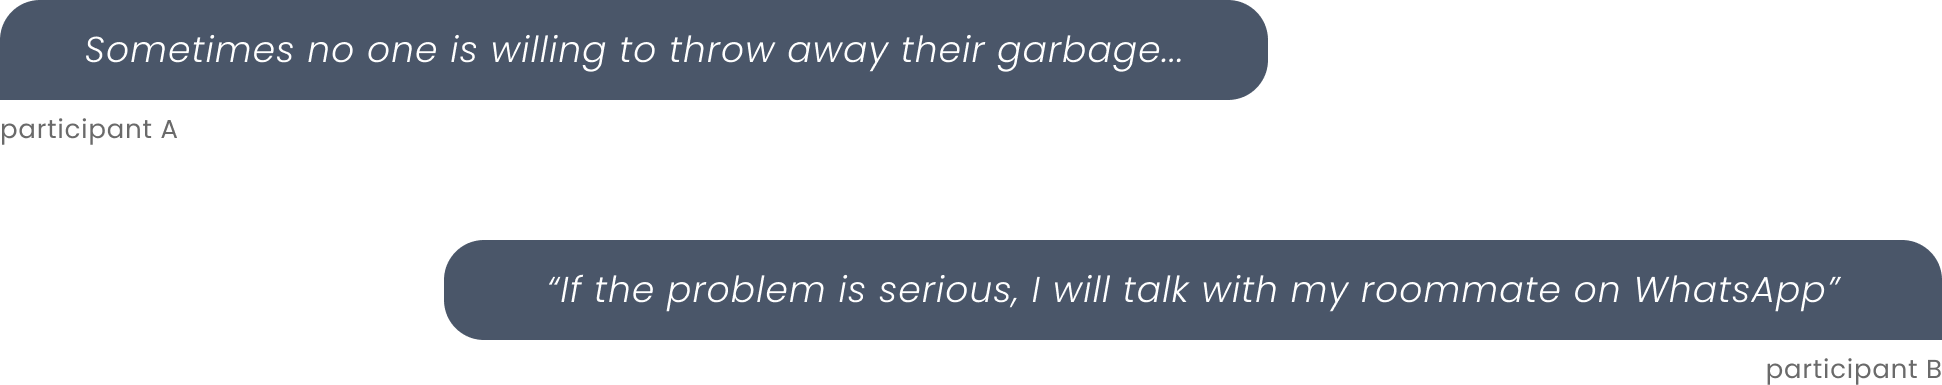 Sometimes no one is willing to throw away their garbage...
participant A
“If the problem is serious, I will talk with my roommate on WhatsApp”
participant B